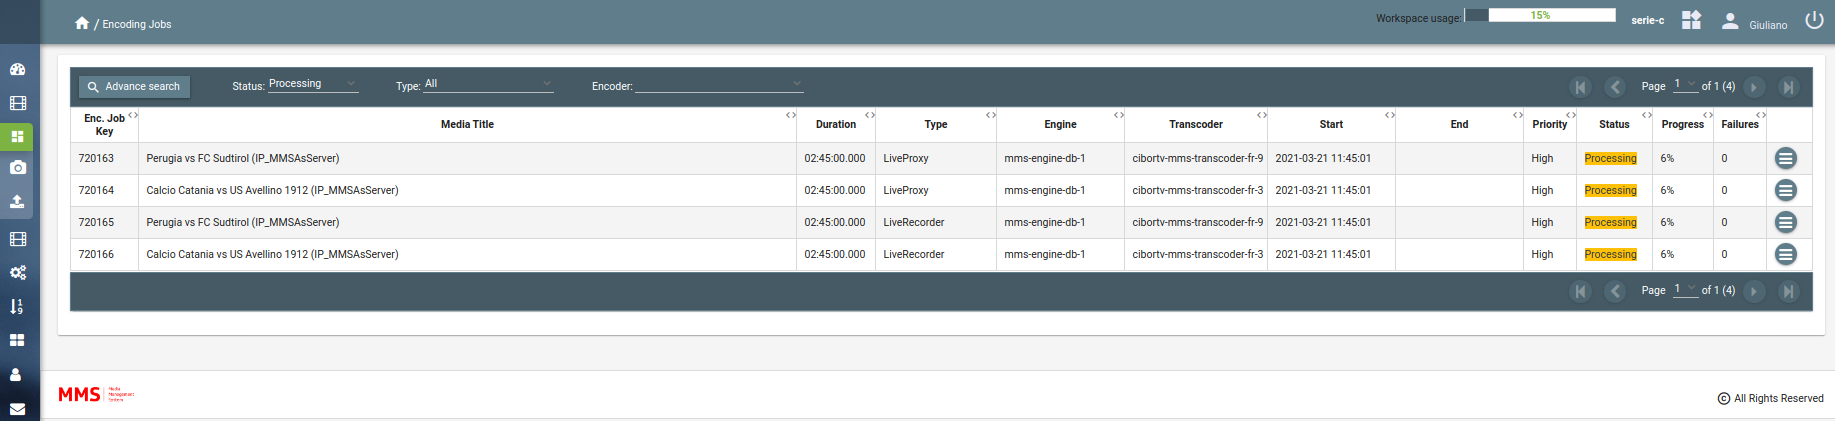 / Encoding Jobs
Workspace usage: 15% serie-c Giuliano
Advance search Status: Processing Type: All Encoder: Page 1 of 1 (4)
Enc. Job Key Media Title Duration Type Engine Transcoder Start End Priority Status Progress Failures
720163 Perugia vs FC Sudtirol (IP_MMSAsServer) 02:45:00.000 LiveProxy mms-engine-db-1 cibortv-mms-transcoder-fr-9 2021-03-21 11:45:01 High Processing 6% 0
720164 Calcio Catania vs US Avellino 1912 (IP_MMSAsServer) 02:45:00.000 LiveProxy mms-engine-db-1 cibortv-mms-transcoder-fr-3 2021-03-21 11:45:01 High Processing 6% 0
720165 Perugia vs FC Sudtirol (IP_MMSAsServer) 02:45:00.000 LiveRecorder mms-engine-db-1 cibortv-mms-transcoder-fr-9 2021-03-21 11:45:01 High Processing 6% 0
720166 Calcio Catania vs US Avellino 1912 (IP_MMSAsServer) 02:45:00.000 LiveRecorder mms-engine-db-1 cibortv-mms-transcoder-fr-3 2021-03-21 11:45:01 High Processing 6% 0
Page 1 of 1 (4)
MMS Media Management System
© All Rights Reserved